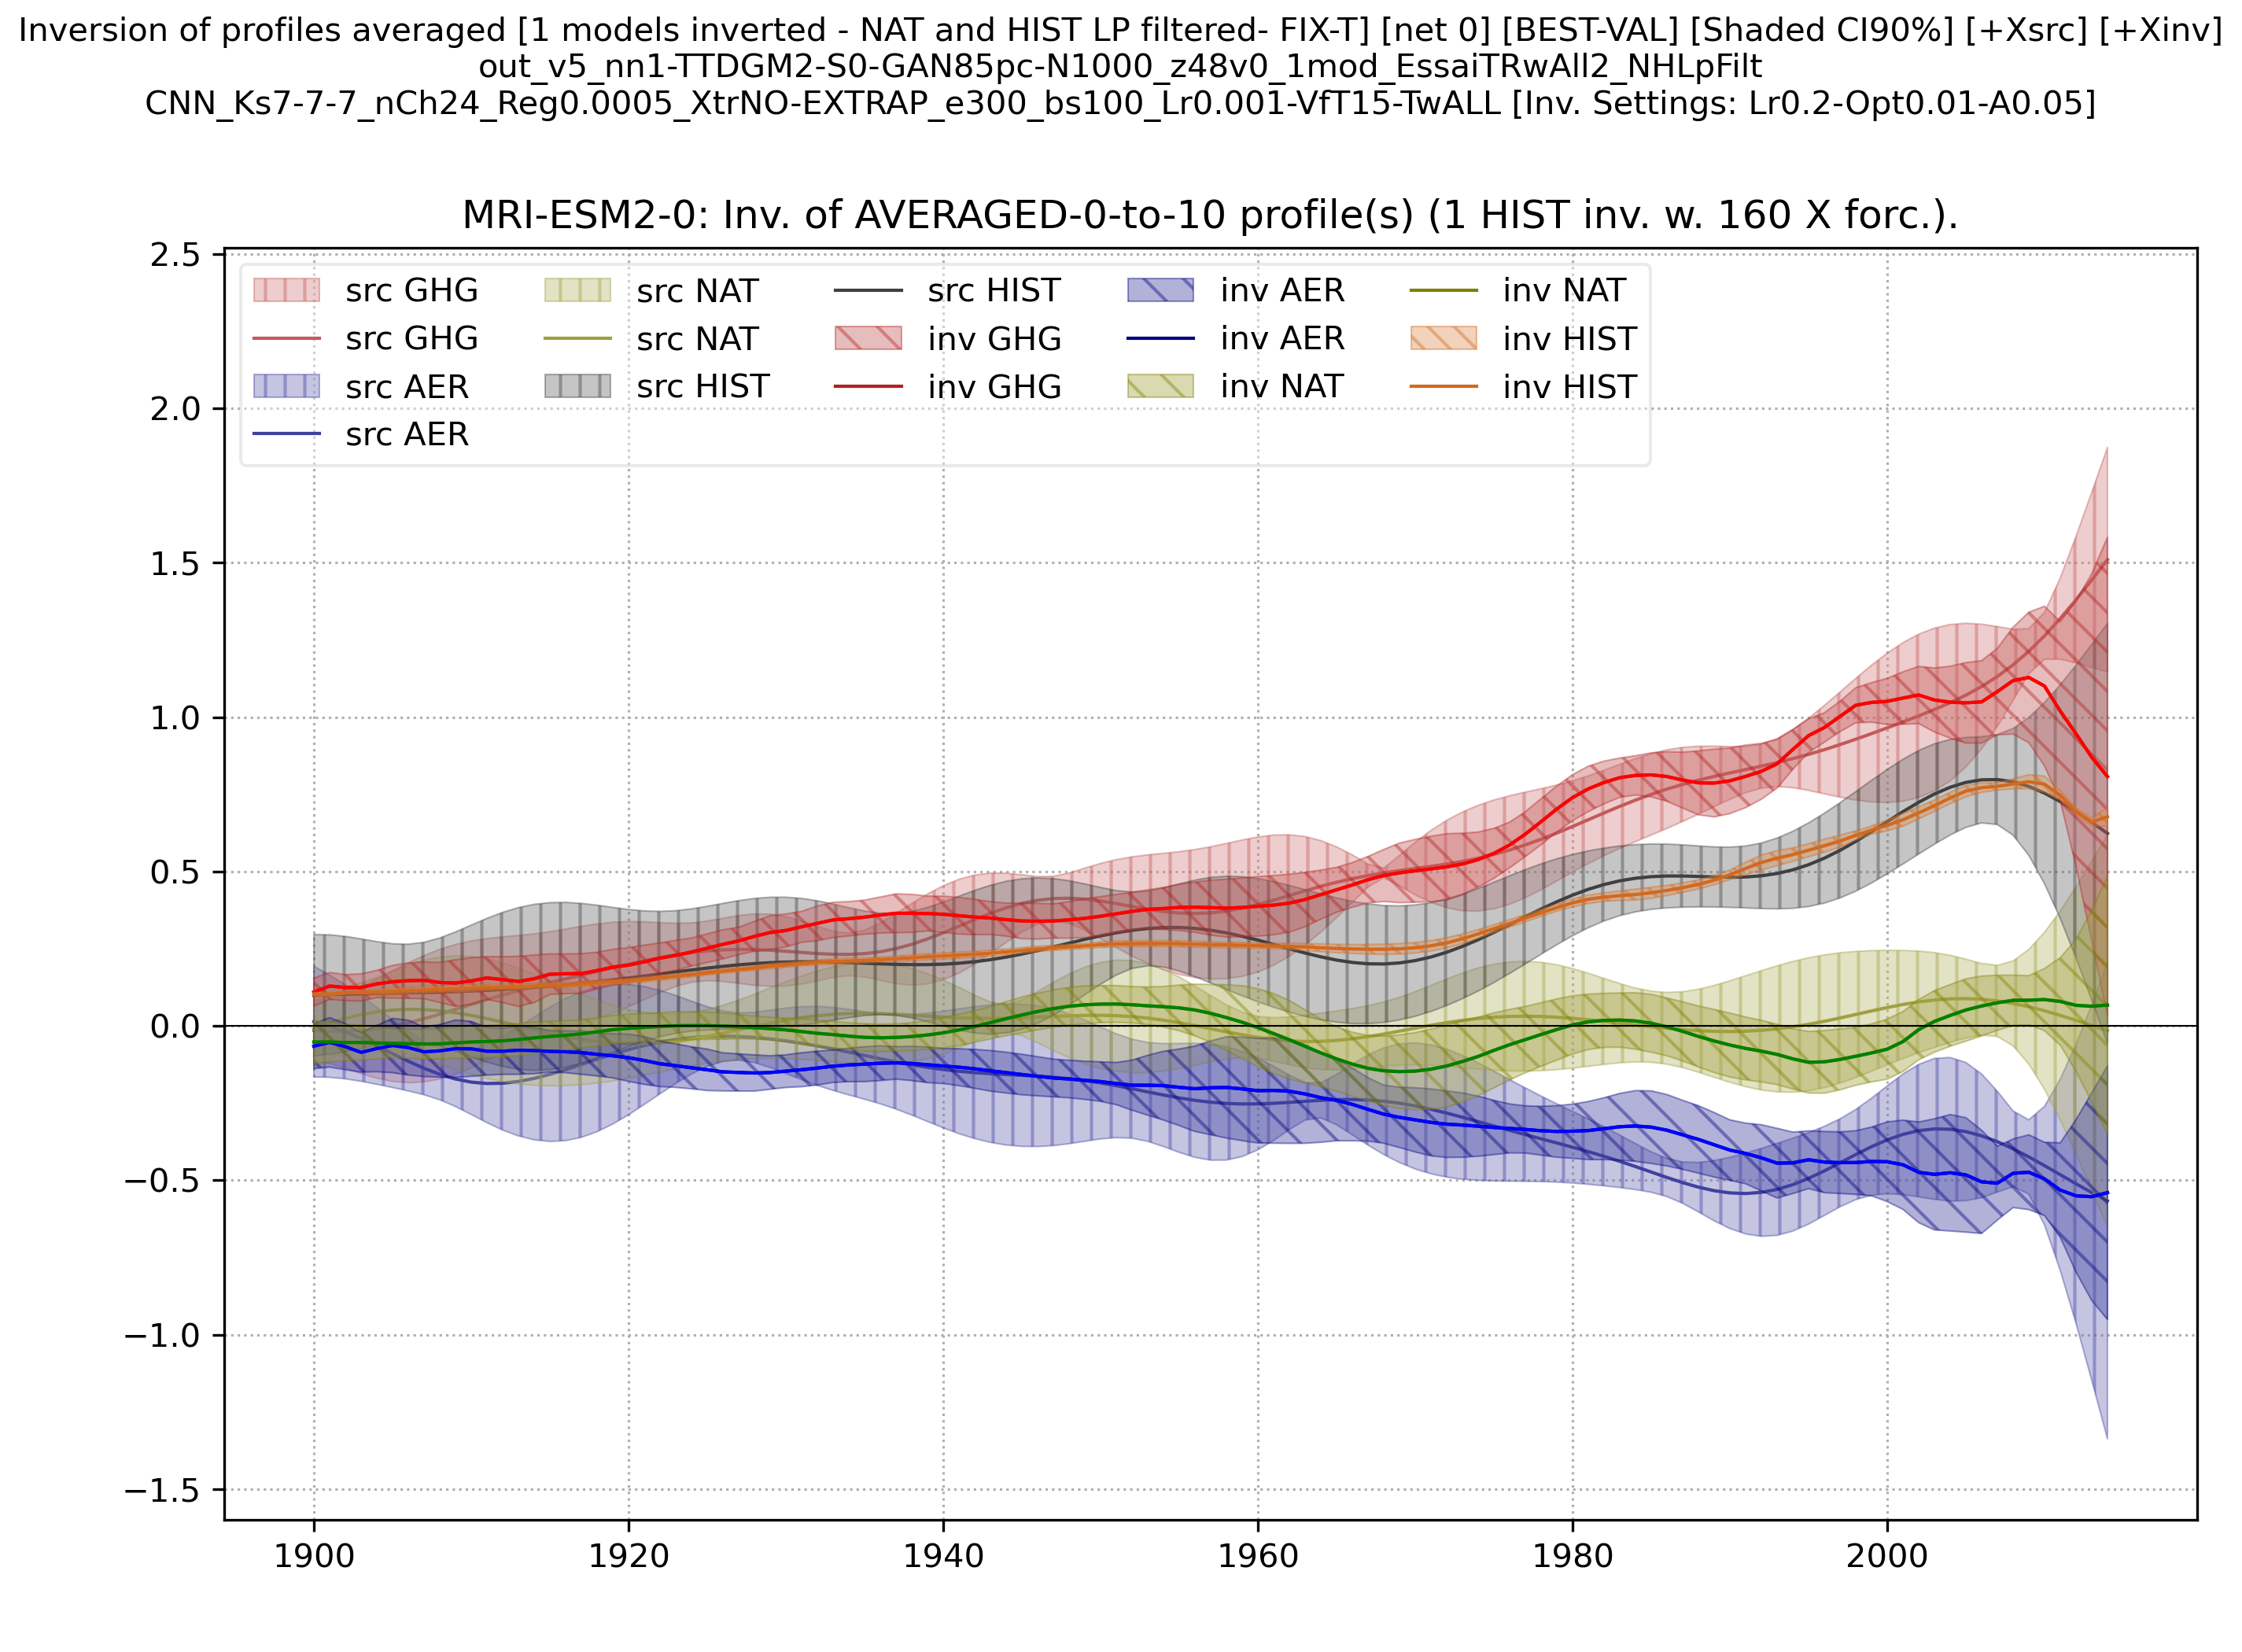 Inversion of profiles averaged [1 models inverted - NAT and HIST LP filtered- FIX-T] [net 0] [BEST-VAL] [Shaded CI90%] [+Xsrc] [+Xinv]
out_v5_nn1-TTDGM2-S0-GAN85pc-N1000_z48v0_1mod_EssaiTRwAll2_NHLpFilt
CNN_Ks7-7-7_nCh24_Reg0.0005_XtrNO-EXTRAP_e300_bs100_Lr0.001-VfT15-TwALL [Inv. Settings: Lr0.2-Opt0.01-A0.05]
MRI-ESM2-0: Inv. of AVERAGED-0-to-10 profile(s) (1 HIST inv. w. 160 X forc.).
src GHG
src GHG
src AER
src AER
src NAT
src NAT
src HIST
src HIST
inv GHG
inv GHG
inv AER
inv AER
inv NAT
inv NAT
inv HIST
inv HIST
2.5
2.0
1.5
1.0
0.5
0.0
−0.5
−1.0
−1.5
1900
1920
1940
1960
1980
2000